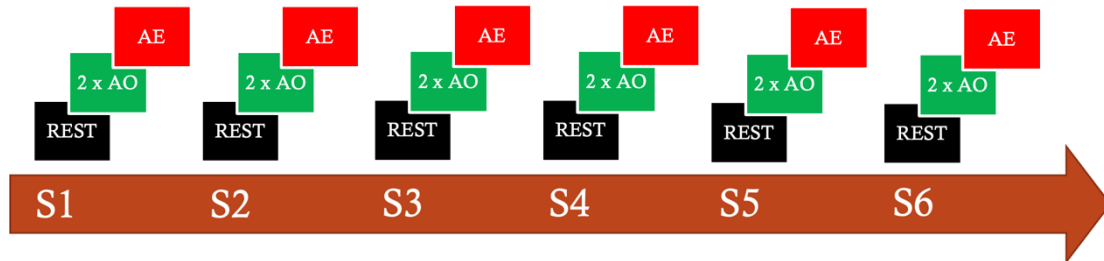 AE AE AE AE AE AE
2 x AO 2 x AO 2 x AO 2 x AO 2 x AO 2 x AO
REST REST REST REST REST REST
S1 S2 S3 S4 S5 S6